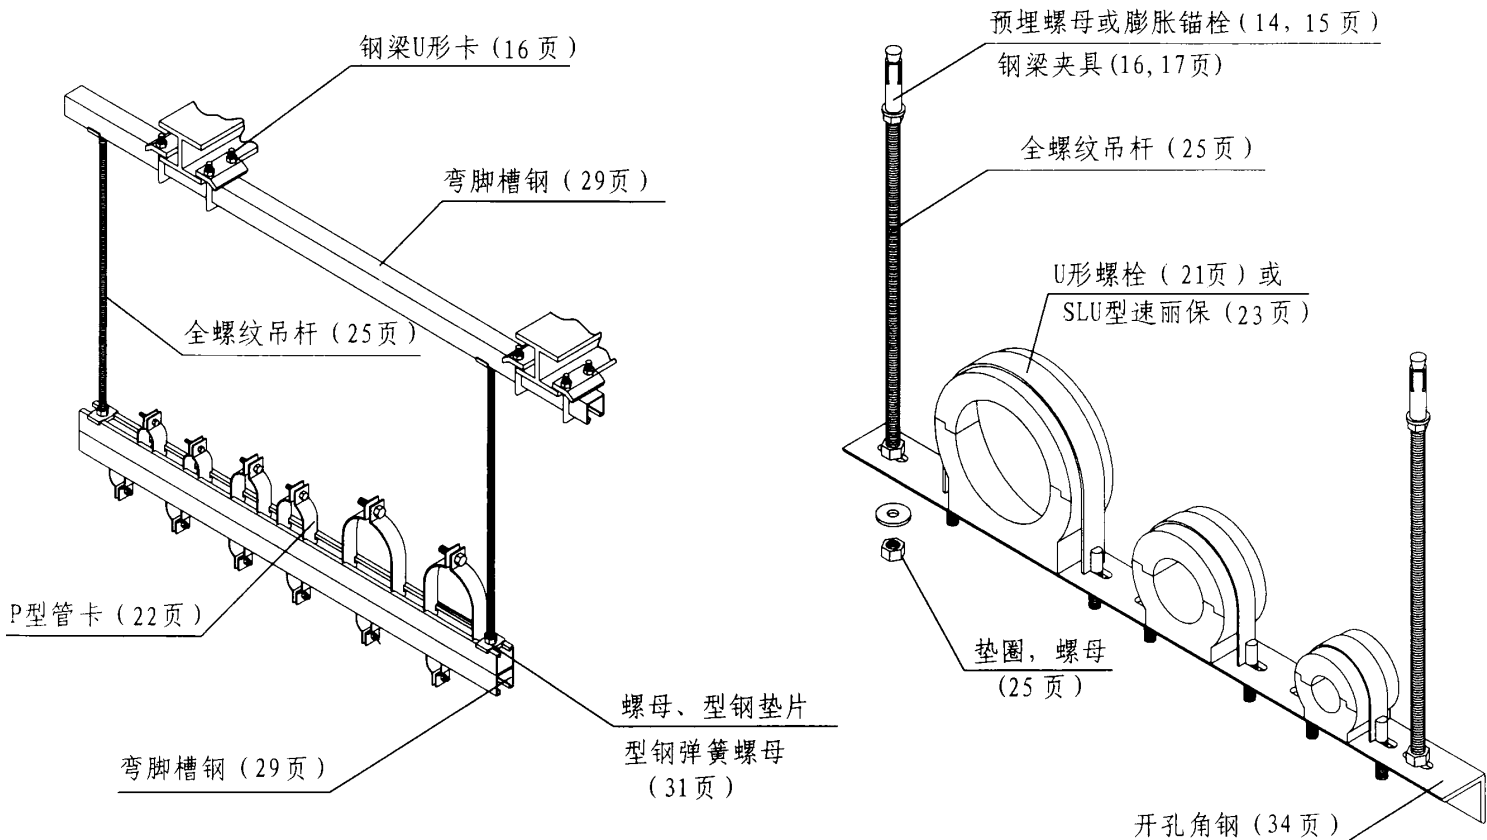 钢梁U形卡（16页）
弯脚槽钢（29页）
全螺纹吊杆（25页）
P型管卡（22页）
弯脚槽钢（29页）
螺母、型钢垫片
型钢弹簧螺母
（31页）
预埋螺母或膨胀锚栓（14，15页）
钢梁夹具（16,17页）
全螺纹吊杆（25页）
U形螺栓（21页）或
SLU型速丽保（23页）
垫圈，螺母
（25页）
开孔角钢（34页）